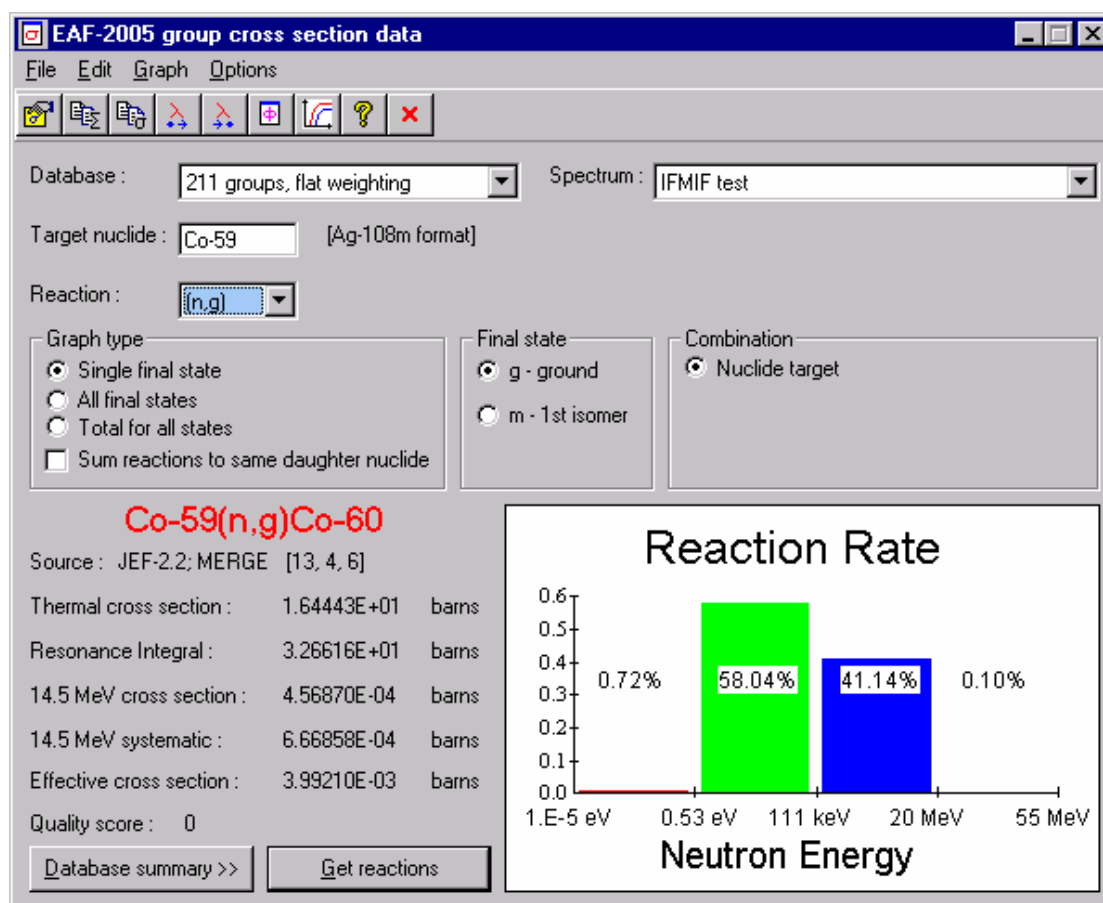 σ EAF-2005 group cross section data
File Edit Graph Options
Σ σ λ λ Φ ? ×
Database : 211 groups, flat weighting Spectrum : IFMIF test
Target nuclide : Co-59 [Ag-108m format]
Reaction : (n,g)
Graph type Final state Combination
Single final state g - ground Nuclide target
All final states m - 1st isomer
Total for all states
Sum reactions to same daughter nuclide
Co-59(n,g)Co-60
Source : JEF-2.2; MERGE [13, 4, 6]
Thermal cross section : 1.64443E+01 barns
Resonance Integral : 3.26616E+01 barns
14.5 MeV cross section : 4.56870E-04 barns
14.5 MeV systematic : 6.66858E-04 barns
Effective cross section : 3.99210E-03 barns
Quality score : 0
Database summary >> Get reactions
Reaction Rate
0.6
0.5
0.4
0.3
0.2
0.1
0.0
0.72% 58.04% 41.14% 0.10%
1.E-5 eV 0.53 eV 111 keV 20 MeV 55 MeV
Neutron Energy